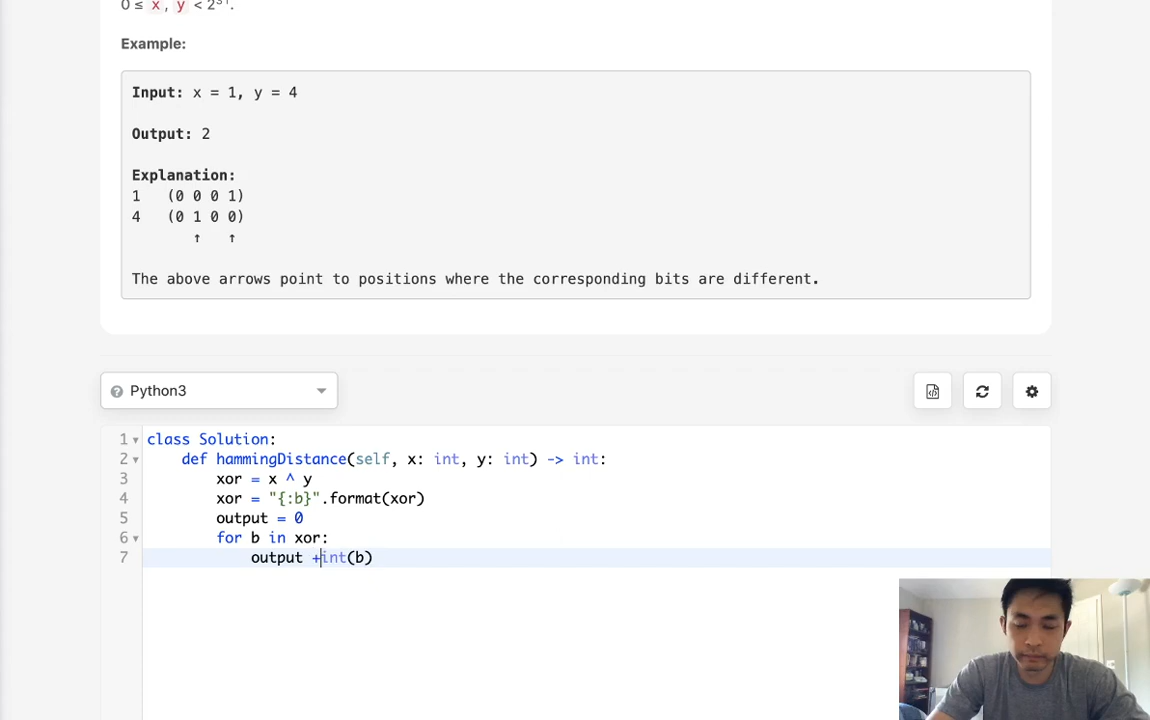 0 ≤ x, y < 2³¹.
Example:
Input: x = 1, y = 4
Output: 2
Explanation:
1   (0 0 0 1)
4   (0 1 0 0)
↑   ↑
The above arrows point to positions where the corresponding bits are different.
Python3
1 class Solution:
2     def hammingDistance(self, x: int, y: int) -> int:
3         xor = x ^ y
4         xor = "{:b}".format(xor)
5         output = 0
6         for b in xor:
7             output +int(b)